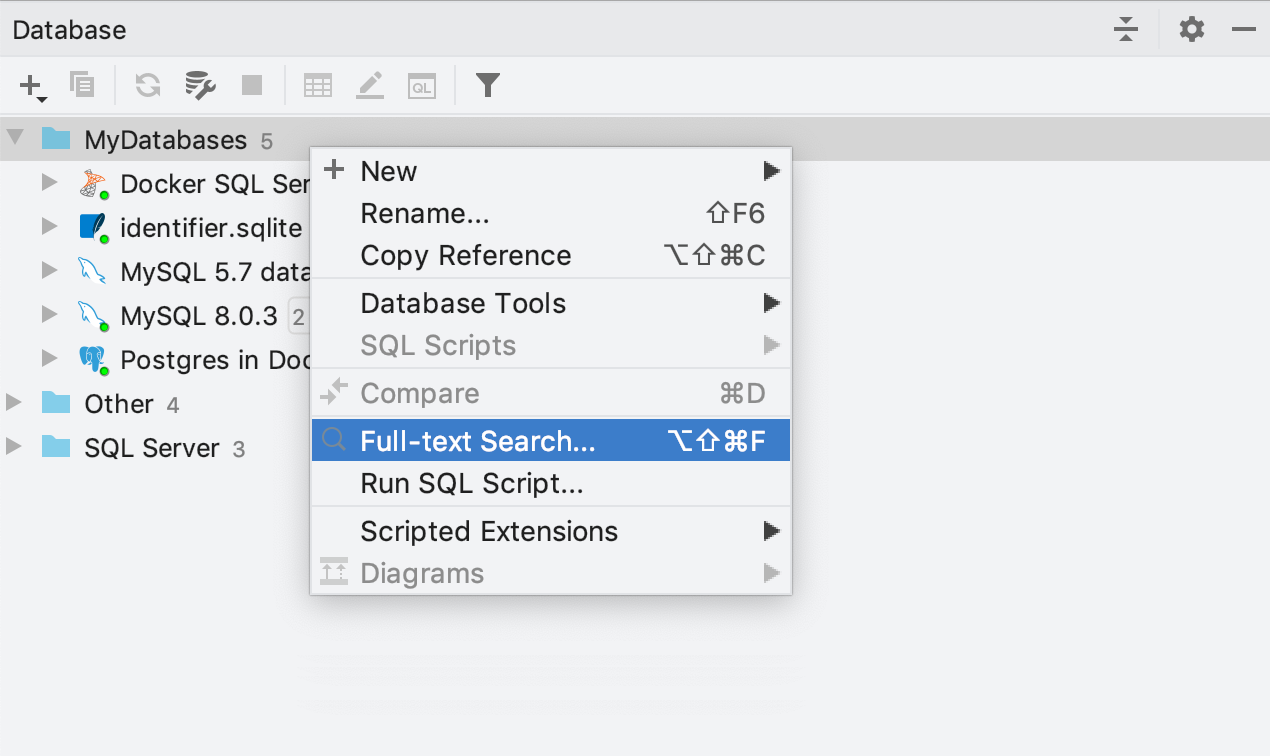 Database
QL
MyDatabases 5
Docker SQL Ser
identifier.sqlite
MySQL 5.7 data
MySQL 8.0.3 2
Postgres in Doc
Other 4
SQL Server 3
New
Rename... ⇧F6
Copy Reference ⌥⇧⌘C
Database Tools
SQL Scripts
Compare ⌘D
Full-text Search... ⌥⇧⌘F
Run SQL Script...
Scripted Extensions
Diagrams